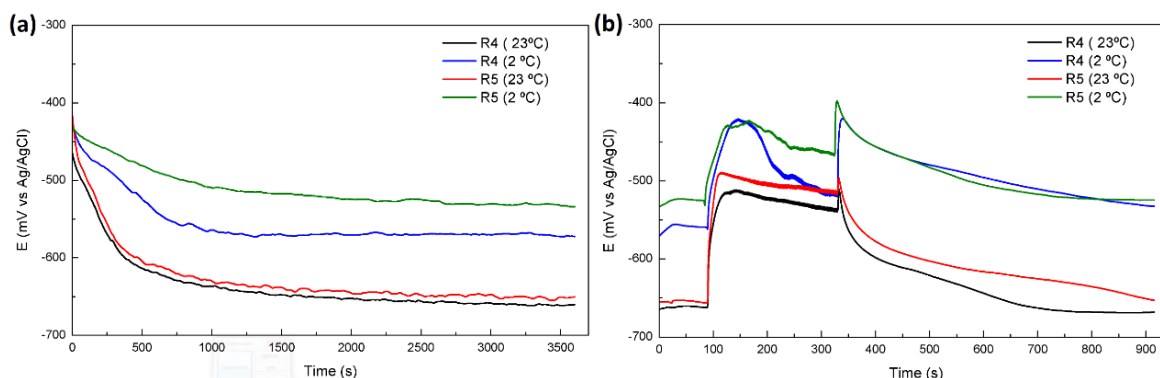 (a)
-300
-400
-500
-600
-700
E (mV vs Ag/AgCl)
0 500 1000 1500 2000 2500 3000 3500
Time (s)
R4 ( 23ºC)
R4 (2 ºC)
R5 (23 ºC)
R5 (2 ºC)
(b)
-300
-400
-500
-600
-700
E (mV vs Ag/AgCl)
0 100 200 300 400 500 600 700 800 900
Time (s)
R4 (23ºC)
R4 (2 ºC)
R5 (23 ºC)
R5 (2 ºC)